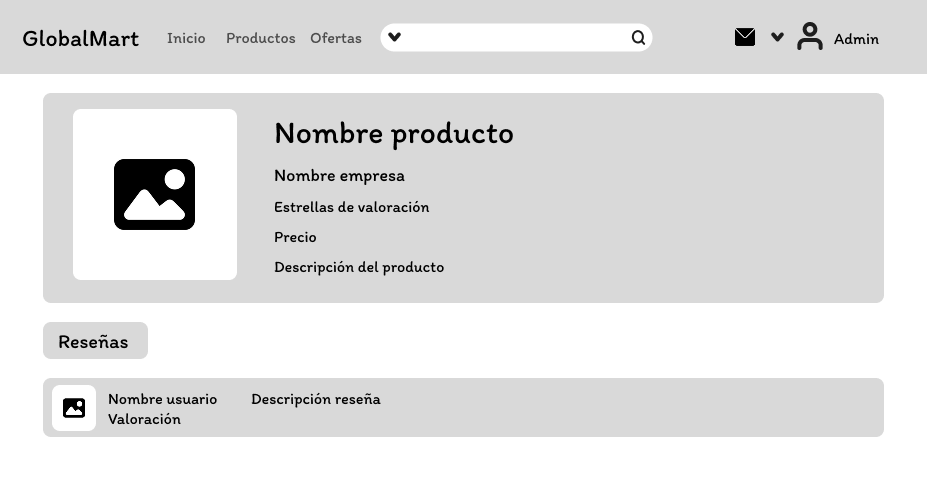 GlobalMart Inicio Productos Ofertas Admin
Nombre producto
Nombre empresa
Estrellas de valoración
Precio
Descripción del producto
Reseñas
Nombre usuario Descripción reseña
Valoración